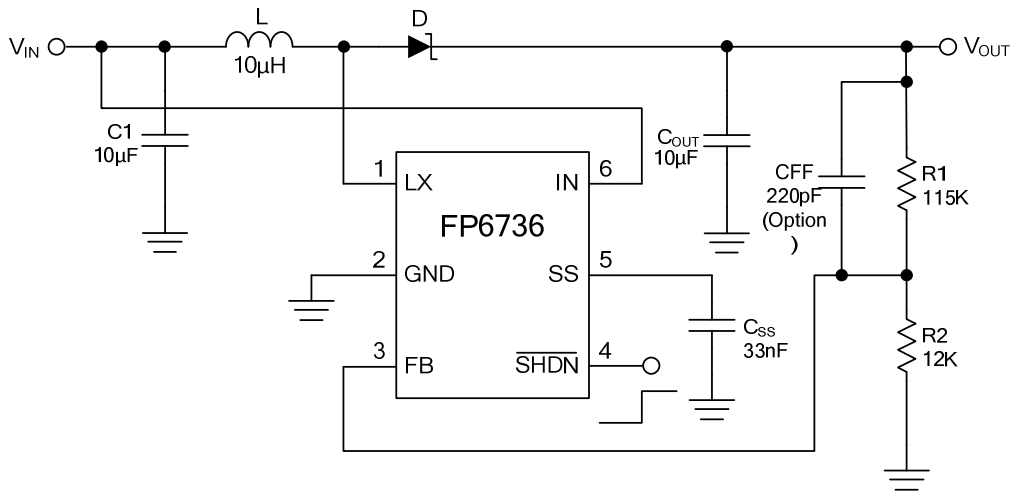 L
D
VIN
VOUT
10µH
C1
10µF
COUT
10µF
CFF
220pF
(Option
)
R1
115K
1
LX
IN
6
FP6736
2
GND
SS
5
CSS
33nF
3
FB
SHDN
4
R2
12K